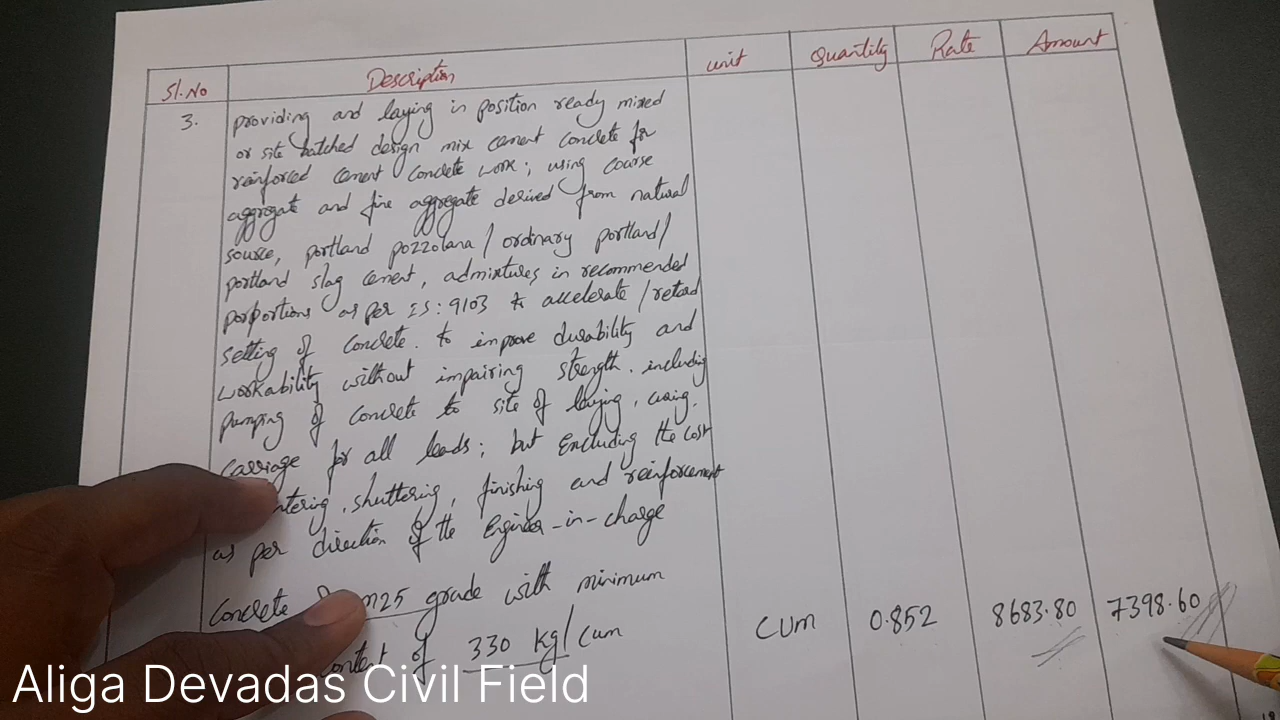 Sl.No Description unit Quantity Rate Amount
3. providing and laying in position ready mixed
or site batched design mix cement concrete for
reinforced cement concrete work; using coarse
aggregate and fine aggregate derived from natural
source, portland pozzolana/ordinary portland/
portland slag cement, admixtures in recommended
porportions as per IS:9103 to accelerate/retard
setting of concrete. to improve durability and
workability without impairing strength. including
pumping of concrete to site of laying, curing.
carriage for all leads; but Excluding the cost
ntering, shuttering, finishing and reinforcement
as per direction of the Engineer-in-charge
Concrete M25 grade with minimum
content of 330 kg/cum CUM 0.852 8683.80 7398.60
Aliga Devadas Civil Field